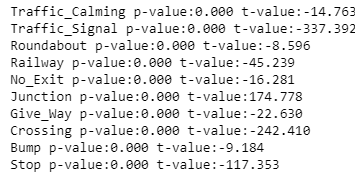 Traffic_Calming p-value:0.000 t-value:-14.763
Traffic_Signal p-value:0.000 t-value:-337.392
Roundabout p-value:0.000 t-value:-8.596
Railway p-value:0.000 t-value:-45.239
No_Exit p-value:0.000 t-value:-16.281
Junction p-value:0.000 t-value:174.778
Give_Way p-value:0.000 t-value:-22.630
Crossing p-value:0.000 t-value:-242.410
Bump p-value:0.000 t-value:-9.184
Stop p-value:0.000 t-value:-117.353